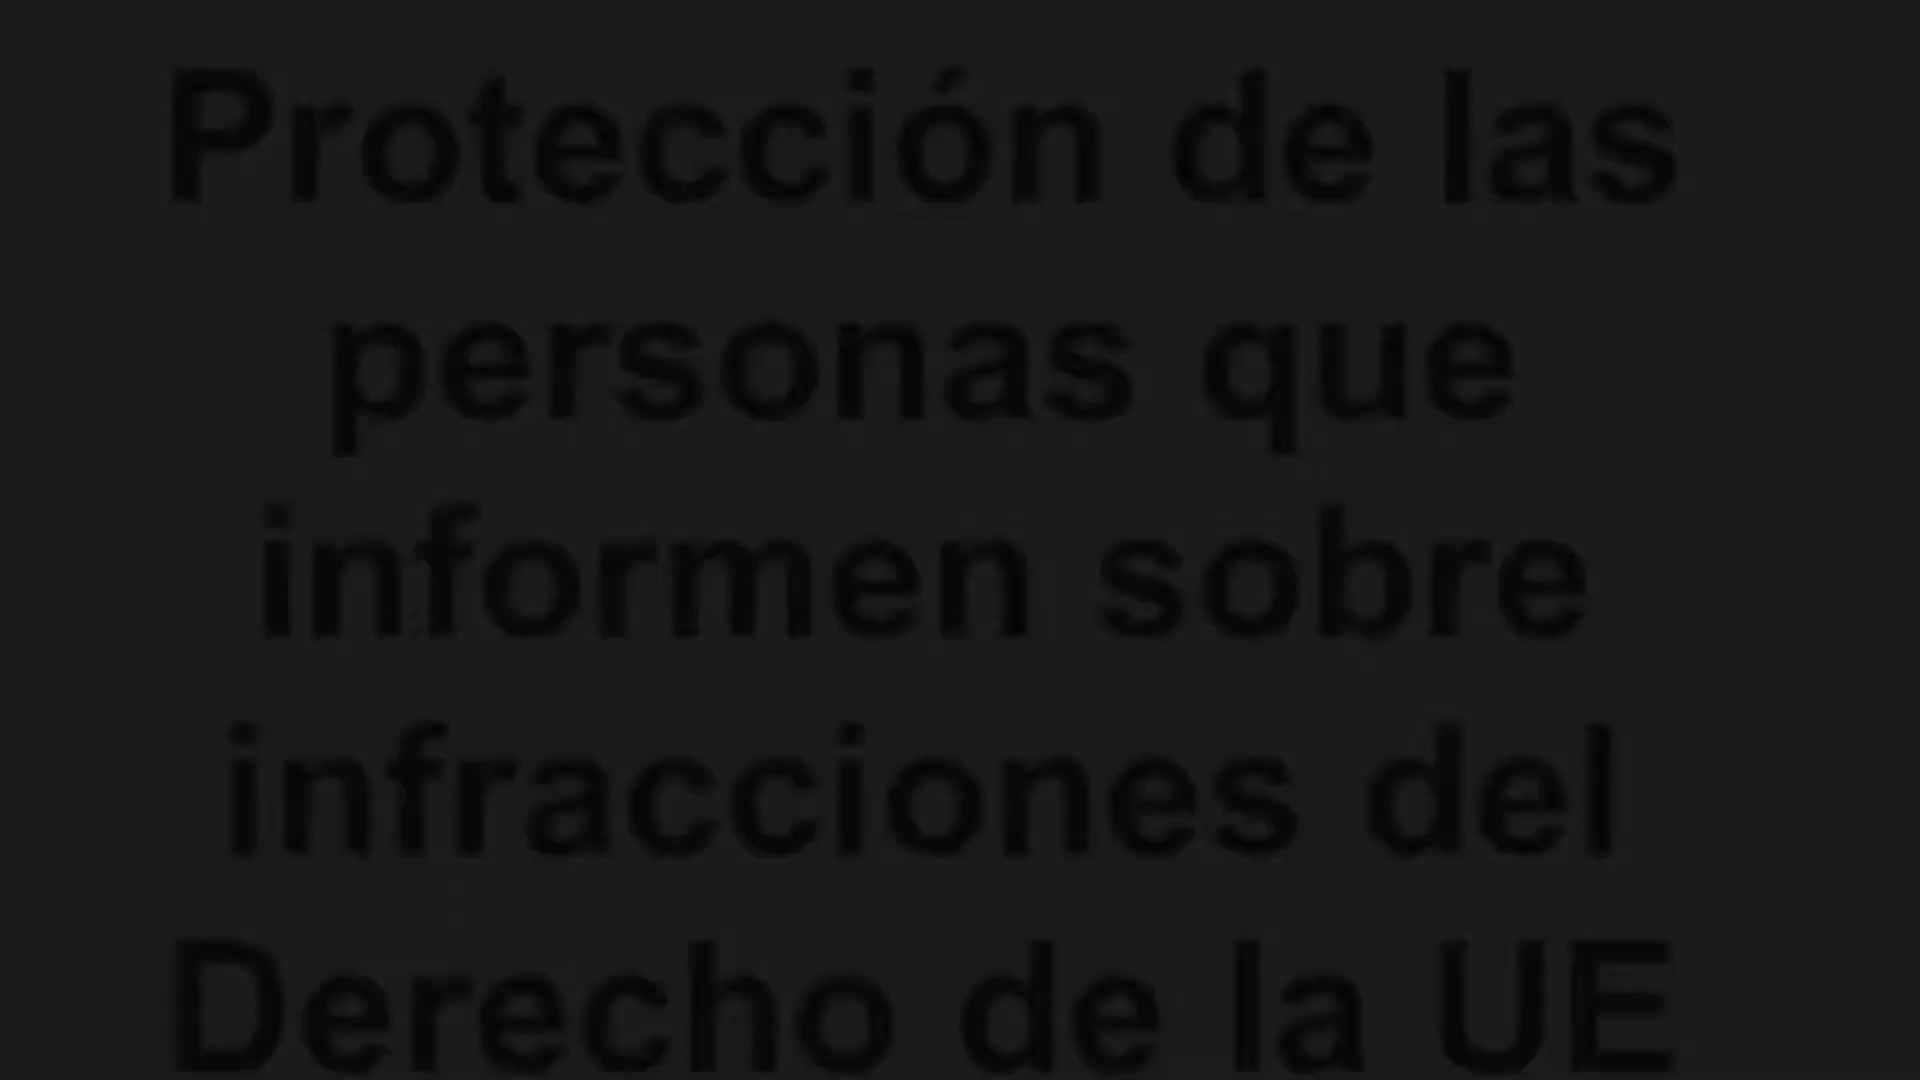 Protección de las
personas que
informen sobre
infracciones del
Derecho de la UE